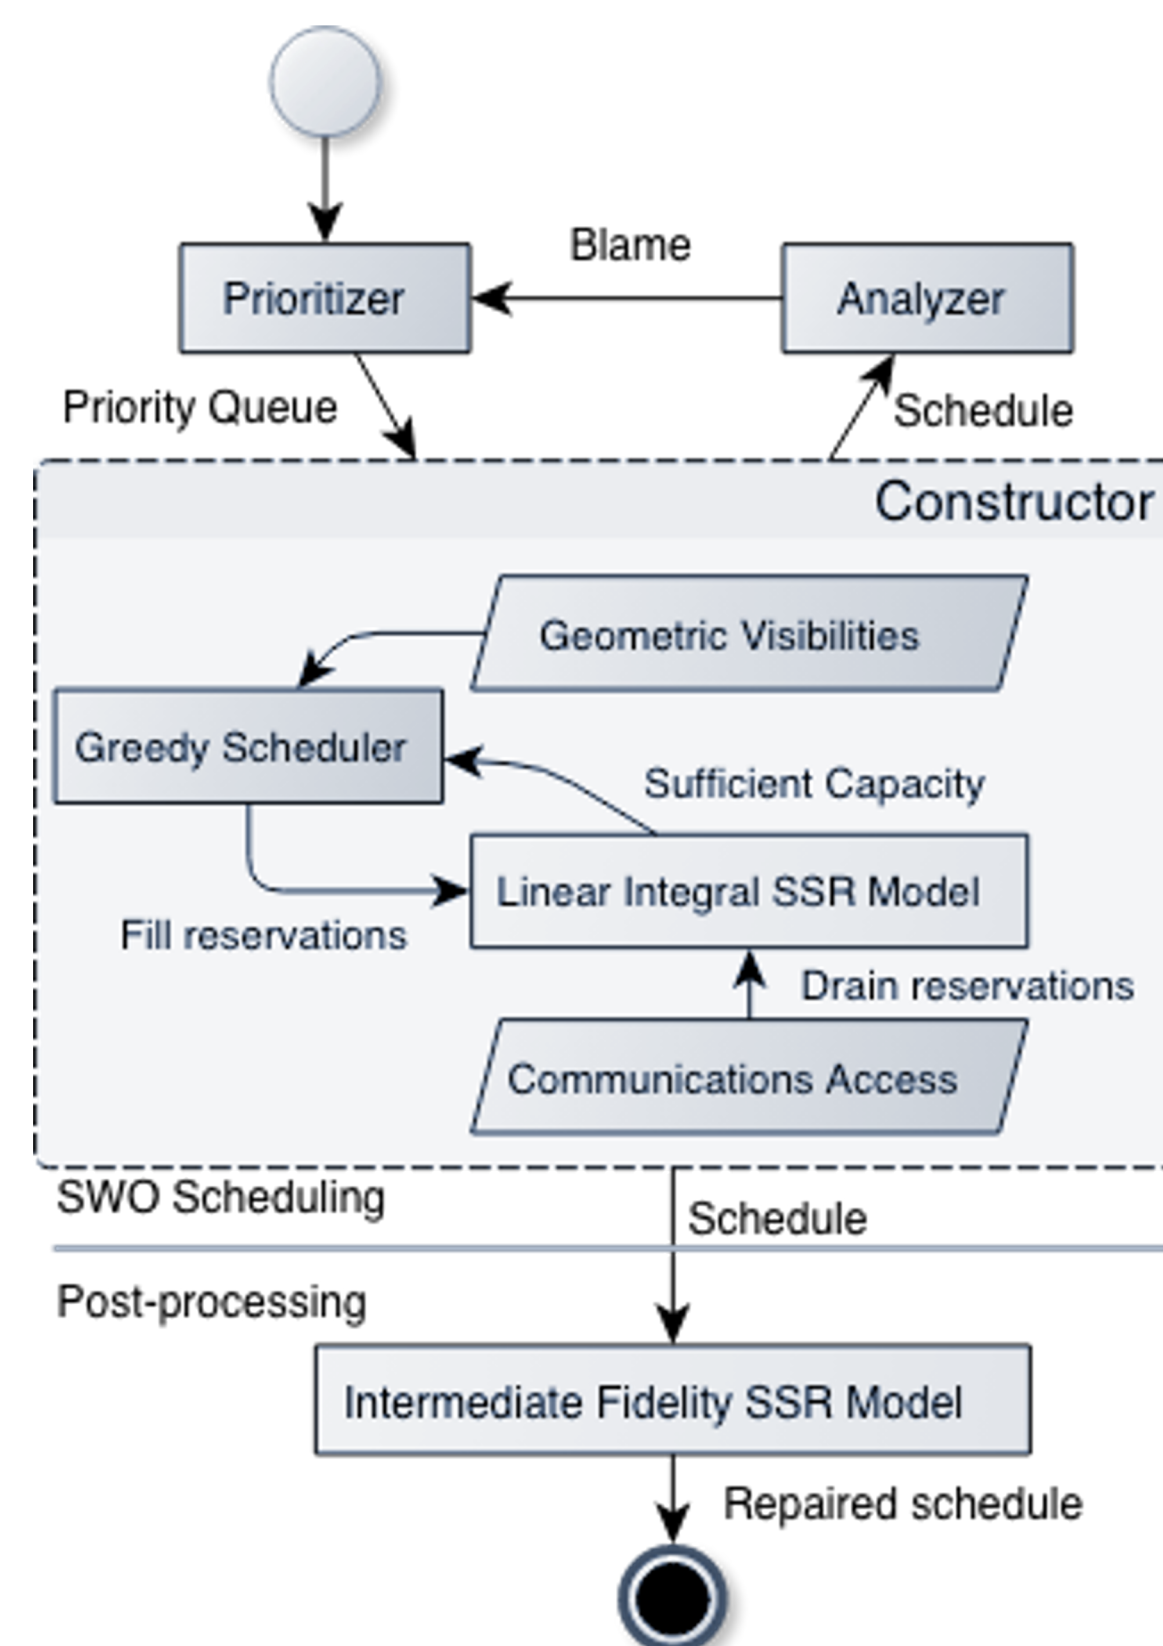 Blame
Prioritizer
Analyzer
Priority Queue
Schedule
Constructor
Geometric Visibilities
Greedy Scheduler
Sufficient Capacity
Linear Integral SSR Model
Fill reservations
Drain reservations
Communications Access
SWO Scheduling
Schedule
Post-processing
Intermediate Fidelity SSR Model
Repaired schedule